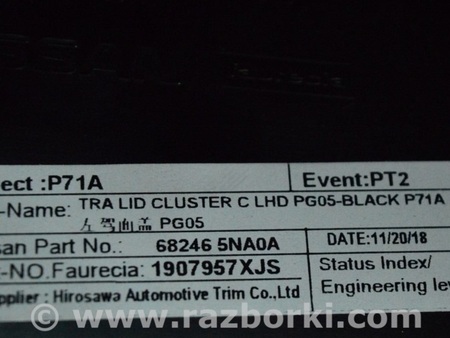 ect :P71A
Event:PT2
-Name: TRA LID CLUSTER C LHD PG05-BLACK P71A
PG05
san Part No.: 68246 5NA0A
DATE:11/20/18
-NO.Faurecia: 1907957XJS
Status Index/
Engineering le
pplier : Hirosawa Automotive Trim Co.,Ltd
© www.razborki.com